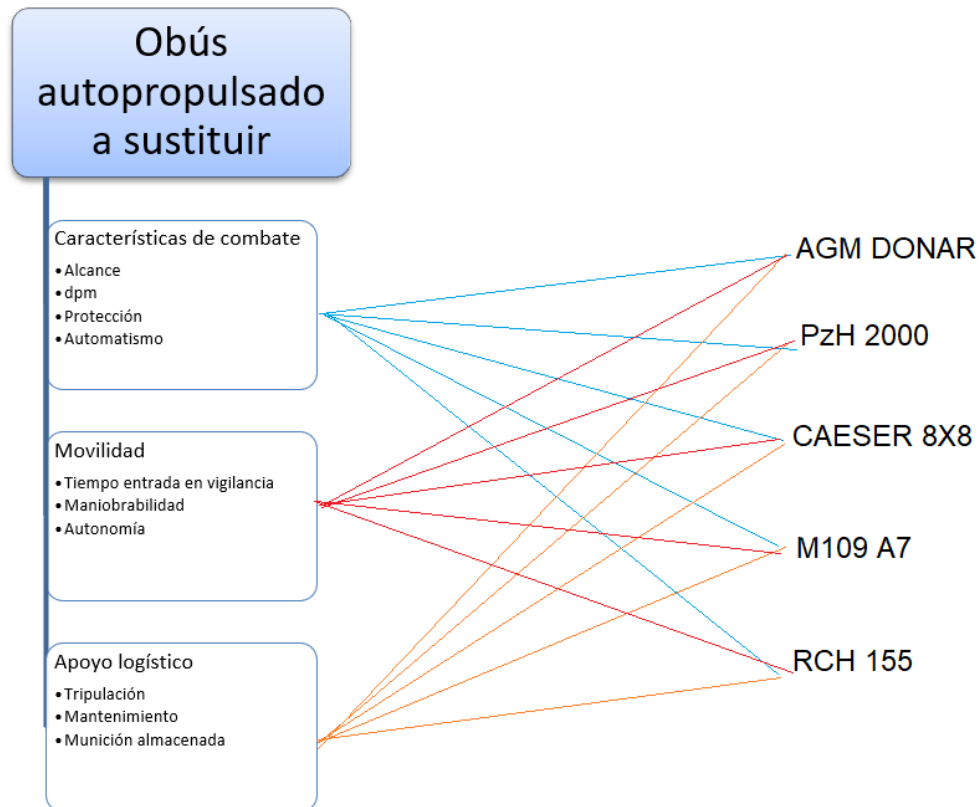 Obús
autopropulsado
a sustituir
Características de combate
•Alcance
•dpm
•Protección
•Automatismo
Movilidad
•Tiempo entrada en vigilancia
•Maniobrabilidad
•Autonomía
Apoyo logístico
•Tripulación
•Mantenimiento
•Munición almacenada
AGM DONAR
PzH 2000
CAESER 8X8
M109 A7
RCH 155